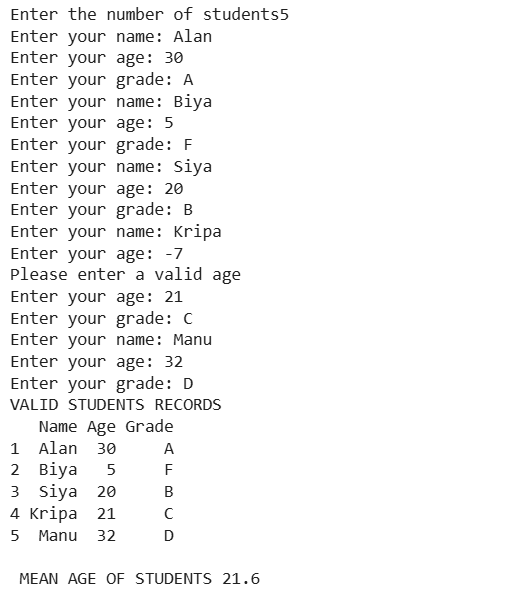 Enter the number of students5
Enter your name: Alan
Enter your age: 30
Enter your grade: A
Enter your name: Biya
Enter your age: 5
Enter your grade: F
Enter your name: Siya
Enter your age: 20
Enter your grade: B
Enter your name: Kripa
Enter your age: -7
Please enter a valid age
Enter your age: 21
Enter your grade: C
Enter your name: Manu
Enter your age: 32
Enter your grade: D
VALID STUDENTS RECORDS
   Name Age Grade
1  Alan  30     A
2  Biya   5     F
3  Siya  20     B
4 Kripa  21     C
5  Manu  32     D

 MEAN AGE OF STUDENTS 21.6